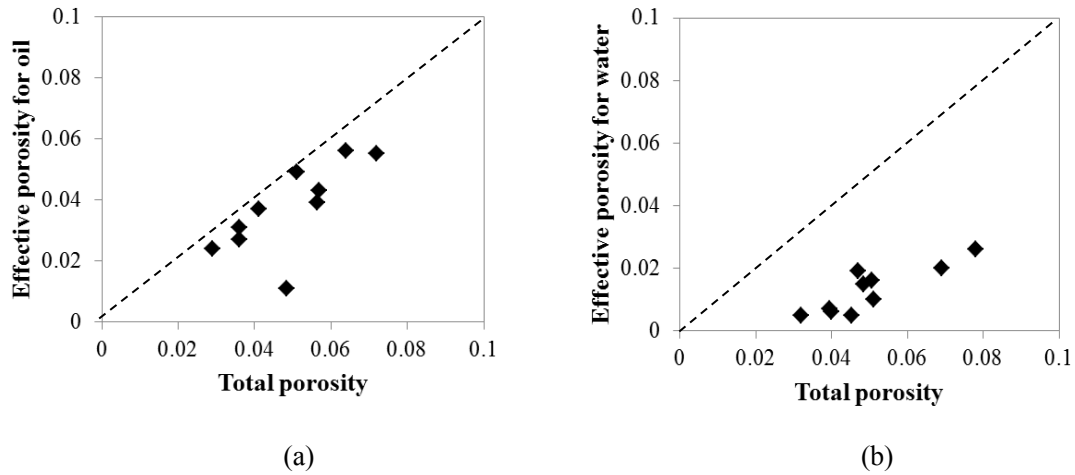 0.1
0.08
0.06
0.04
0.02
0
Effective porosity for oil
0 0.02 0.04 0.06 0.08 0.1
Total porosity
(a)
0.1
0.08
0.06
0.04
0.02
0
Effective porosity for water
0 0.02 0.04 0.06 0.08 0.1
Total porosity
(b)